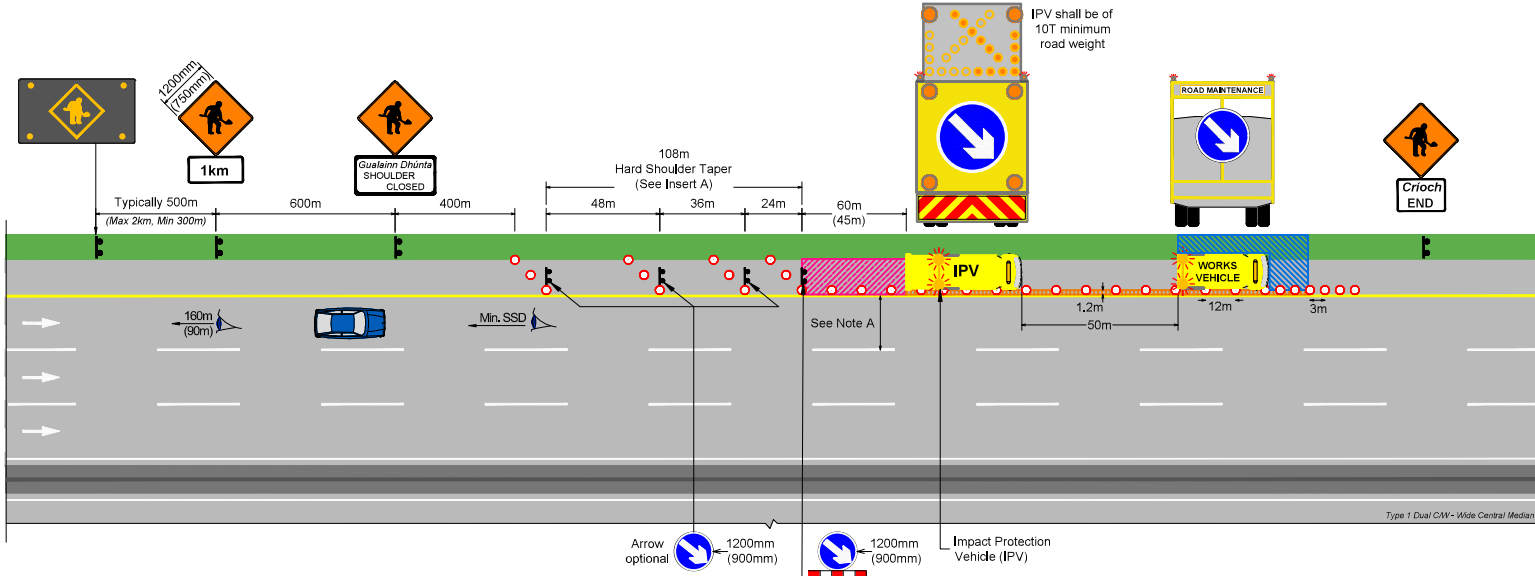 IPV shall be of
10T minimum
road weight
1200mm
(750mm)
1km
Gualainn Dhúnta
SHOULDER
CLOSED
ROAD MAINTENANCE
Críoch
END
108m
Hard Shoulder Taper
(See Insert A)
Typically 500m
(Max 2km, Min 300m)
600m
400m
48m
36m
24m
60m
(45m)
IPV
WORKS
VEHICLE
160m
(90m)
Min. SSD
See Note A
1.2m
50m
12m
3m
Type 1 Dual C/W - Wide Central Median
Arrow
optional
1200mm
(900mm)
1200mm
(900mm)
Impact Protection
Vehicle (IPV)